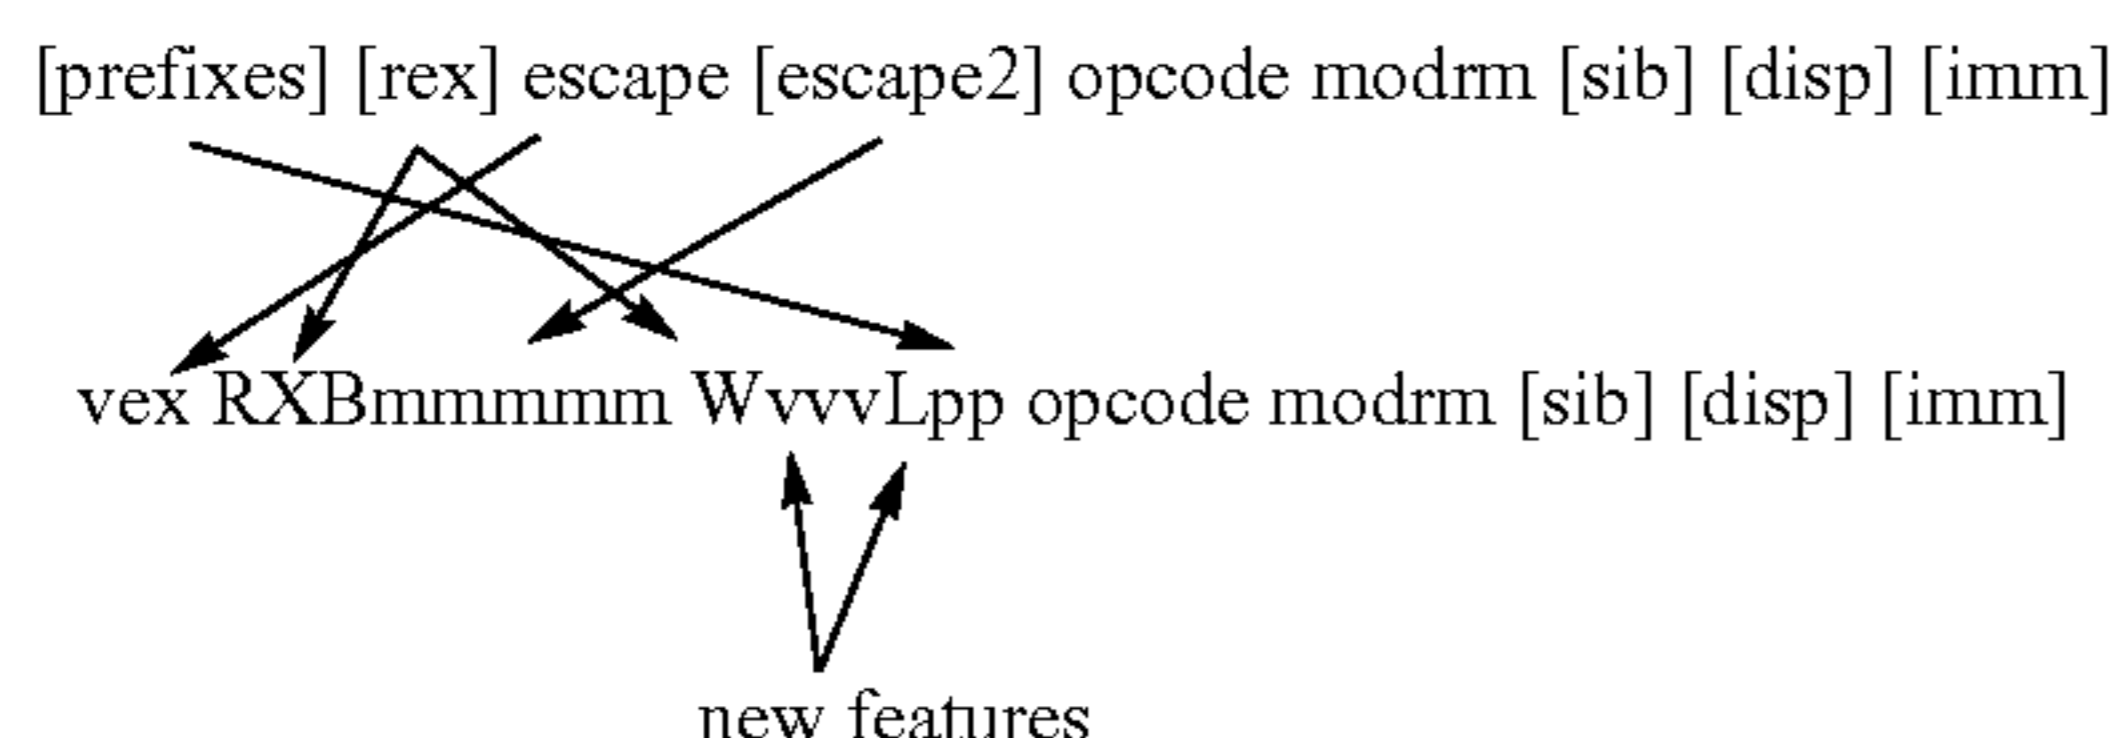 [prefixes] [rex] escape [escape2] opcode modrm [sib] [disp] [imm]
vex RXBmmmmm WvvvLpp opcode modrm [sib] [disp] [imm]
new features